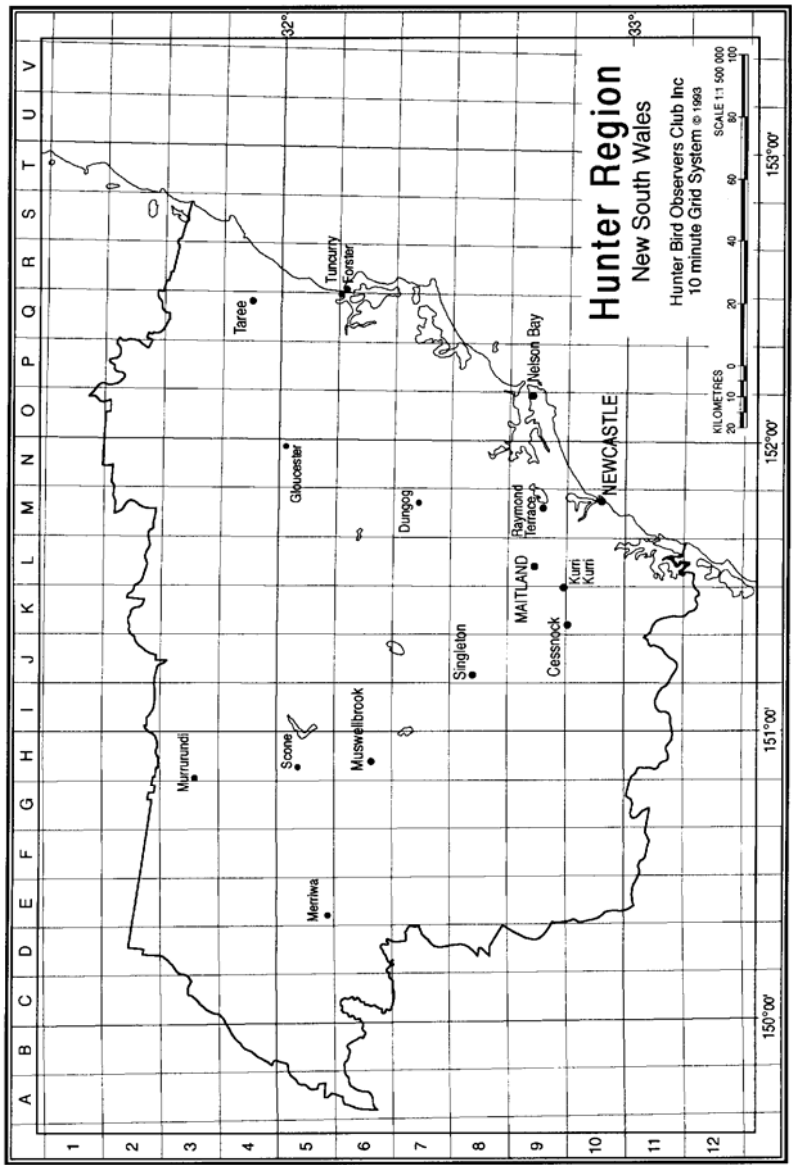 A B C D E F G H I J K L M N O P Q R S T U V
1
2
3
4
5
6
7
8
9
10
11
12
32°
33°
150°00'
151°00'
152°00'
153°00'
Murrurundi
Taree
Scone
Gloucester
Tuncurry
Forster
Merriwa
Muswellbrook
Dungog
Singleton
MAITLAND
Raymond
Terrace
Nelson Bay
Cessnock
Kurri
Kurri
NEWCASTLE
Hunter Region
New South Wales
Hunter Bird Observers Club Inc
10 minute Grid System © 1993
KILOMETRES
SCALE 1:1 500 000
20 10 0 20 40 60 80 100